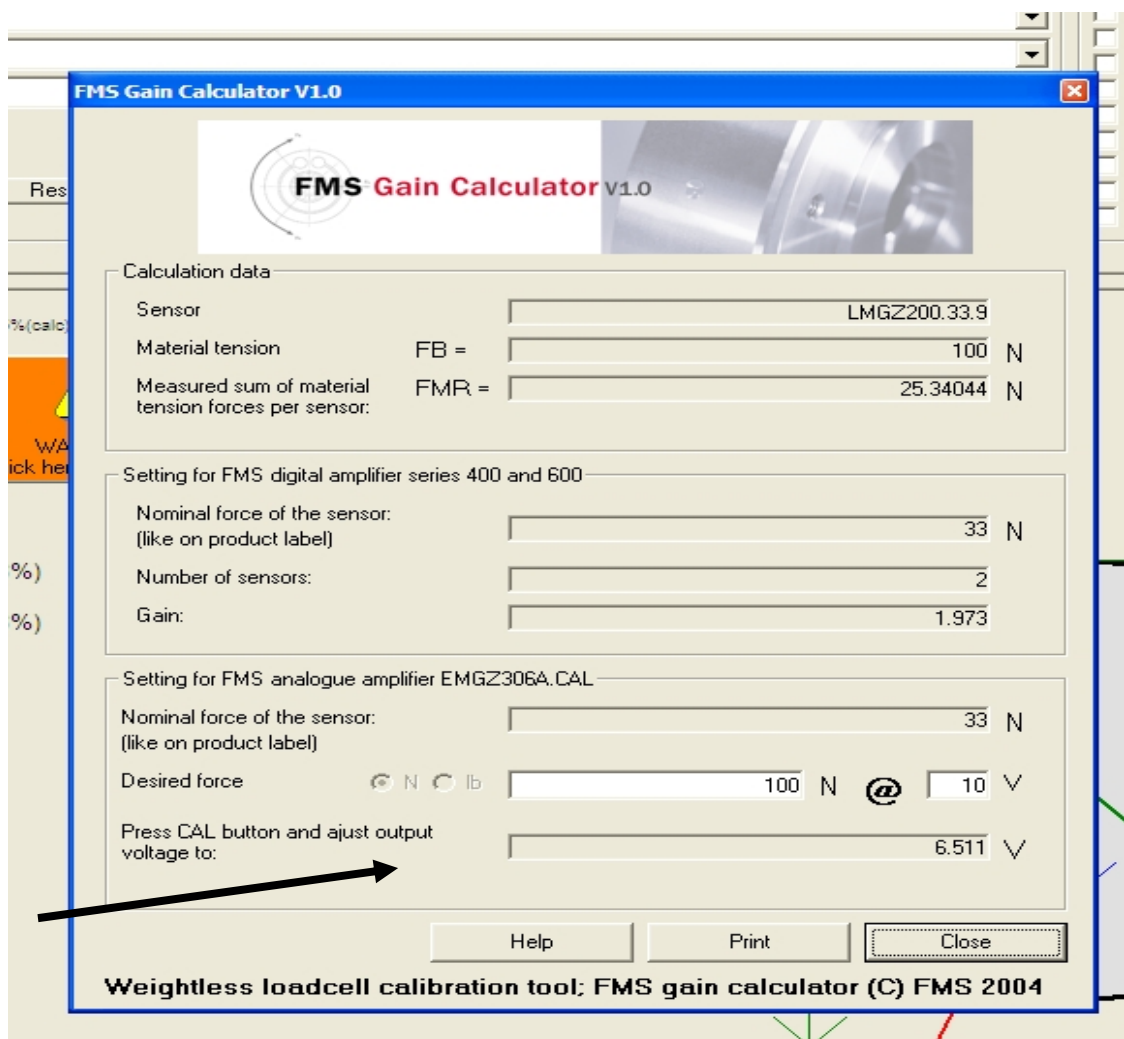 FMS Gain Calculator V1.0
FMS Gain Calculator V1.0
Res
Calculation data
Sensor LMGZ200.33.9
%(calc)
Material tension FB = 100 N
Measured sum of material FMR = 25.34044 N
tension forces per sensor:
WA
ick her
Setting for FMS digital amplifier series 400 and 600
Nominal force of the sensor:
(like on product label) 33 N
%)
Number of sensors: 2
Gain: 1.973
%)
Setting for FMS analogue amplifier EMGZ306A.CAL
Nominal force of the sensor: 33 N
(like on product label)
Desired force N lb 100 N @ 10 V
Press CAL button and ajust output
voltage to: 6.511 V
Help Print Close
Weightless loadcell calibration tool; FMS gain calculator (C) FMS 2004